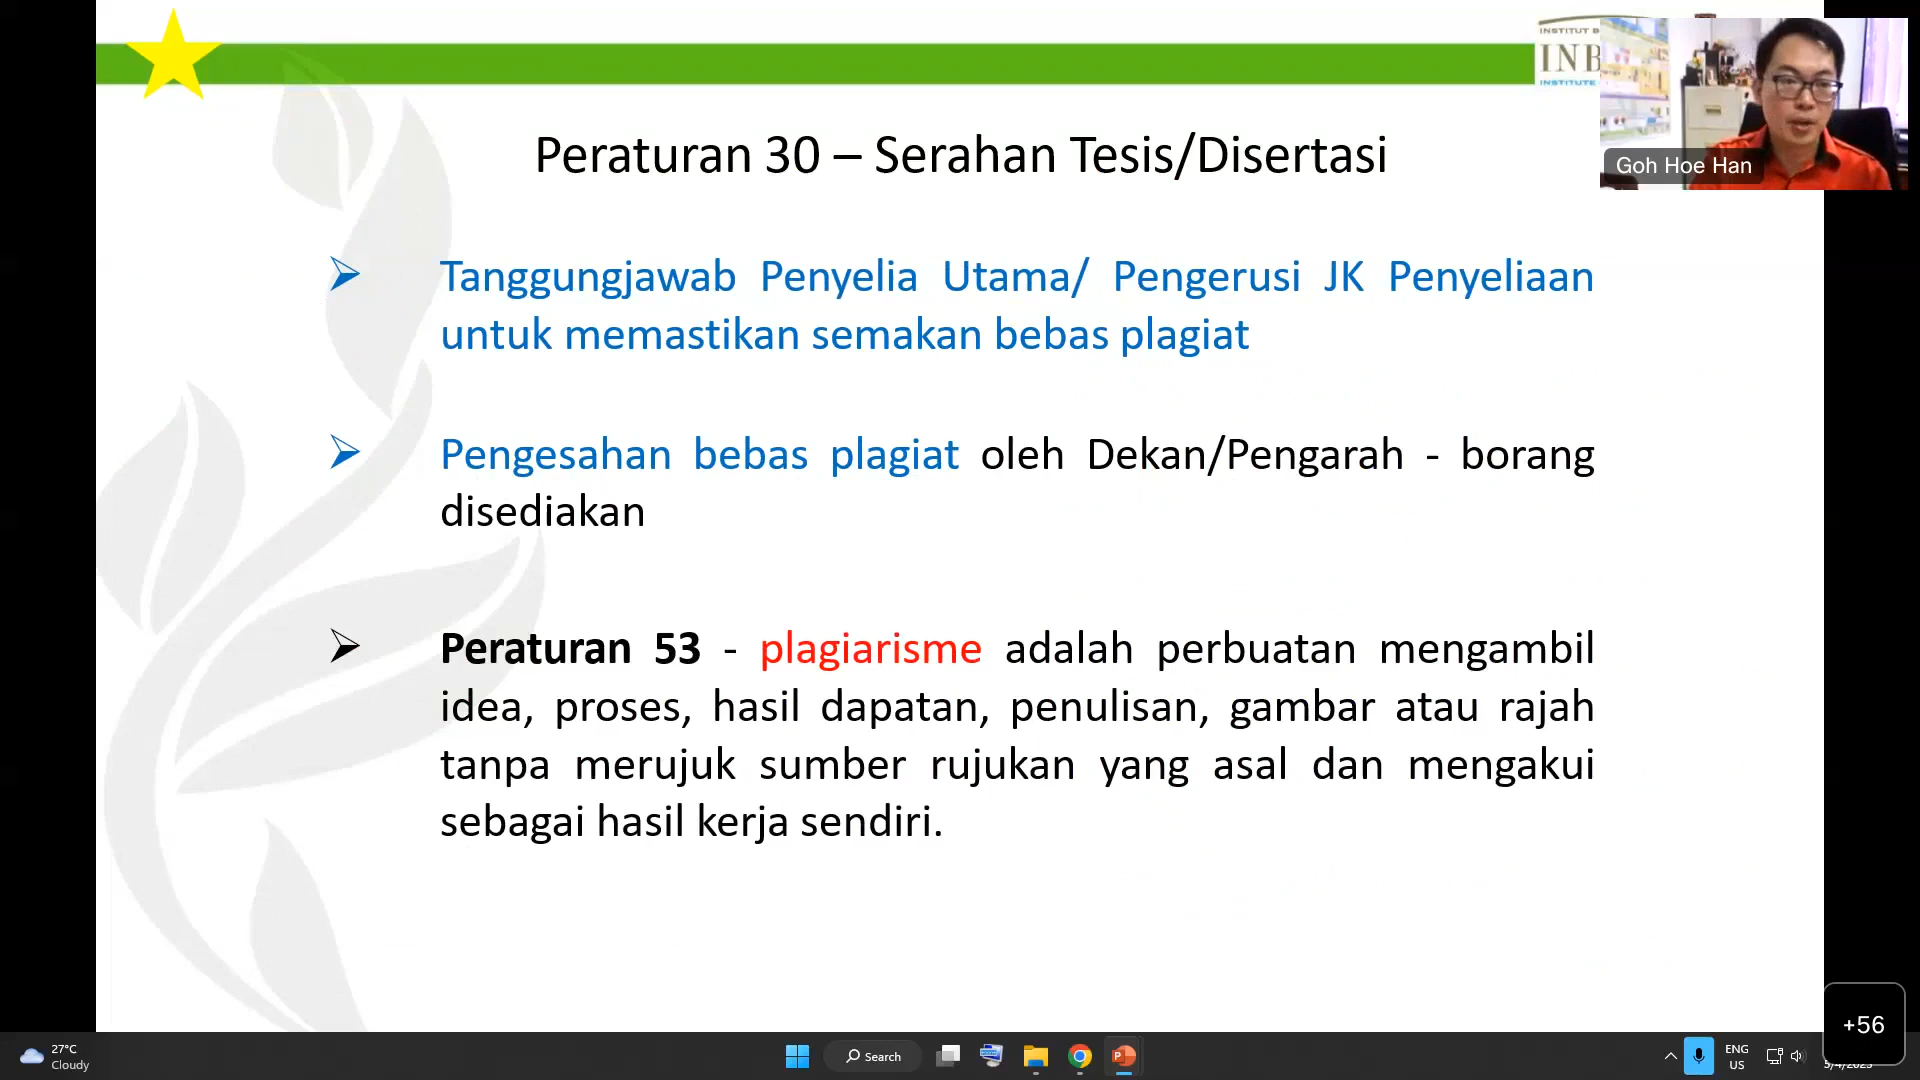 INSTITUT
INB
INSTITUTE
Goh Hoe Han
Peraturan 30 – Serahan Tesis/Disertasi
Tanggungjawab Penyelia Utama/ Pengerusi JK Penyeliaan
untuk memastikan semakan bebas plagiat
Pengesahan bebas plagiat oleh Dekan/Pengarah - borang
disediakan
Peraturan 53 - plagiarisme adalah perbuatan mengambil
idea, proses, hasil dapatan, penulisan, gambar atau rajah
tanpa merujuk sumber rujukan yang asal dan mengakui
sebagai hasil kerja sendiri.
+56
27°C
Cloudy
Search
ENG
US